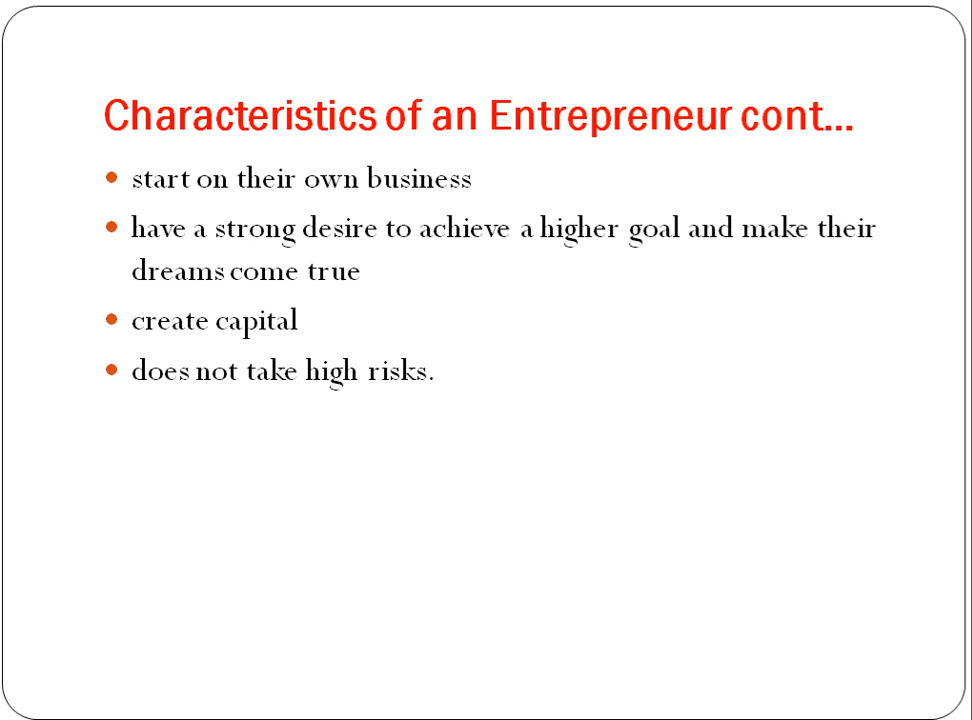 Characteristics of an Entrepreneur cont...
• start on their own business
• have a strong desire to achieve a higher goal and make their
dreams come true
• create capital
• does not take high risks.